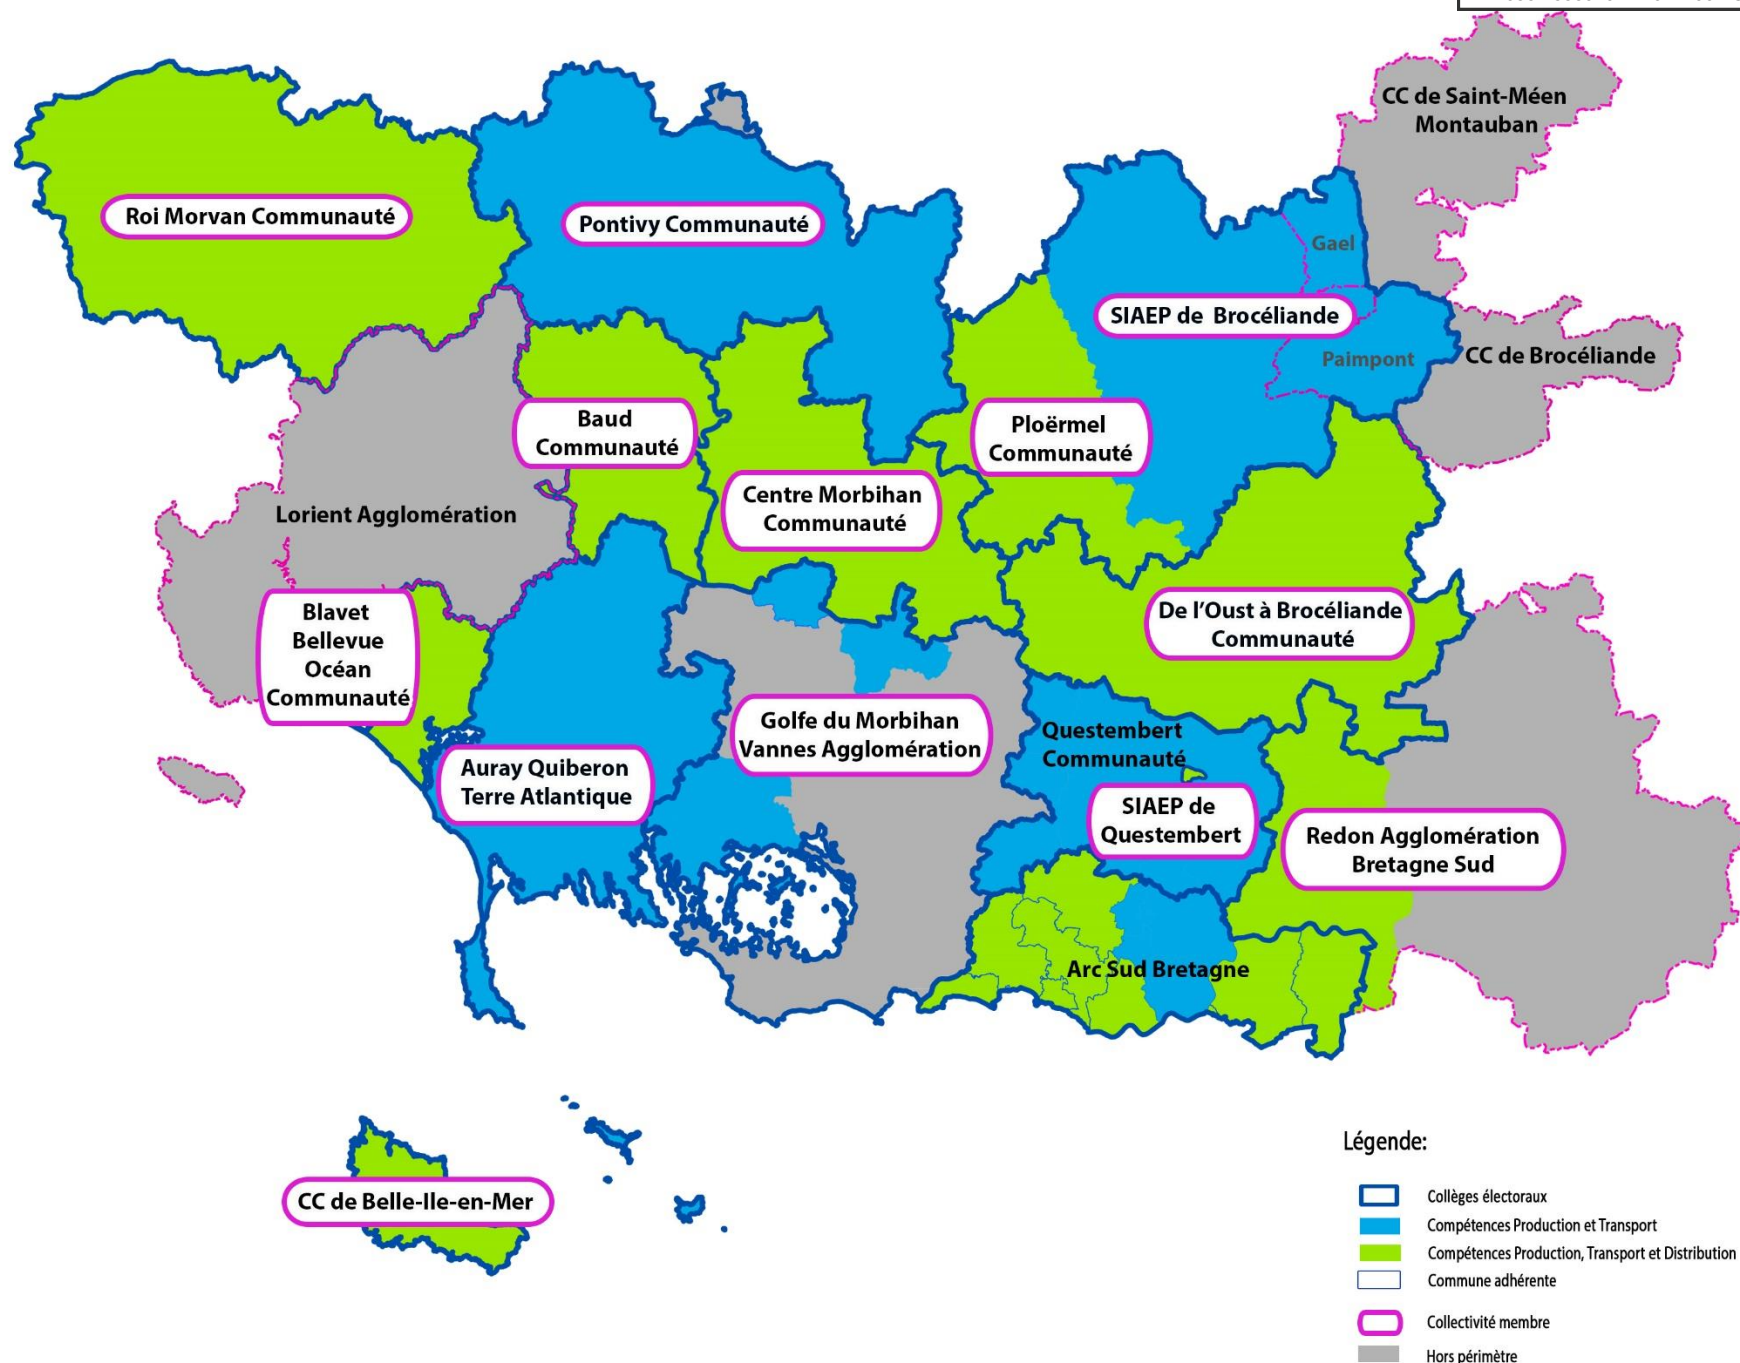 CC de Saint-Méen
Montauban
Roi Morvan Communauté
Pontivy Communauté
Gael
SIAEP de Brocéliande
Paimpont
CC de Brocéliande
Baud
Communauté
Ploërmel
Communauté
Centre Morbihan
Communauté
Lorient Agglomération
Blavet
Bellevue
Océan
Communauté
De l'Oust à Brocéliande
Communauté
Golfe du Morbihan
Vannes Agglomération
Questembert
Communauté
Auray Quiberon
Terre Atlantique
SIAEP de
Questembert
Redon Agglomération
Bretagne Sud
Arc Sud Bretagne
CC de Belle-Ile-en-Mer
Légende:
Collèges électoraux
Compétences Production et Transport
Compétences Production, Transport et Distribution
Commune adhérente
Collectivité membre
Hors périmètre